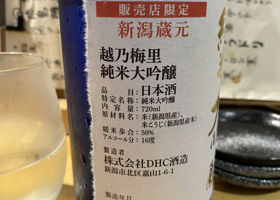 販売店限定
新潟蔵元
越乃梅里
純米大吟醸
品目：日本酒
特定名称：純米大吟醸
内容量：720ml
原材料名：米(新潟県産)、
米こうじ(新潟県産米)
精米歩合：50%
アルコール分：16度
製造者
株式会社DHC酒造
新潟市北区嘉山1-6-1
製造年月